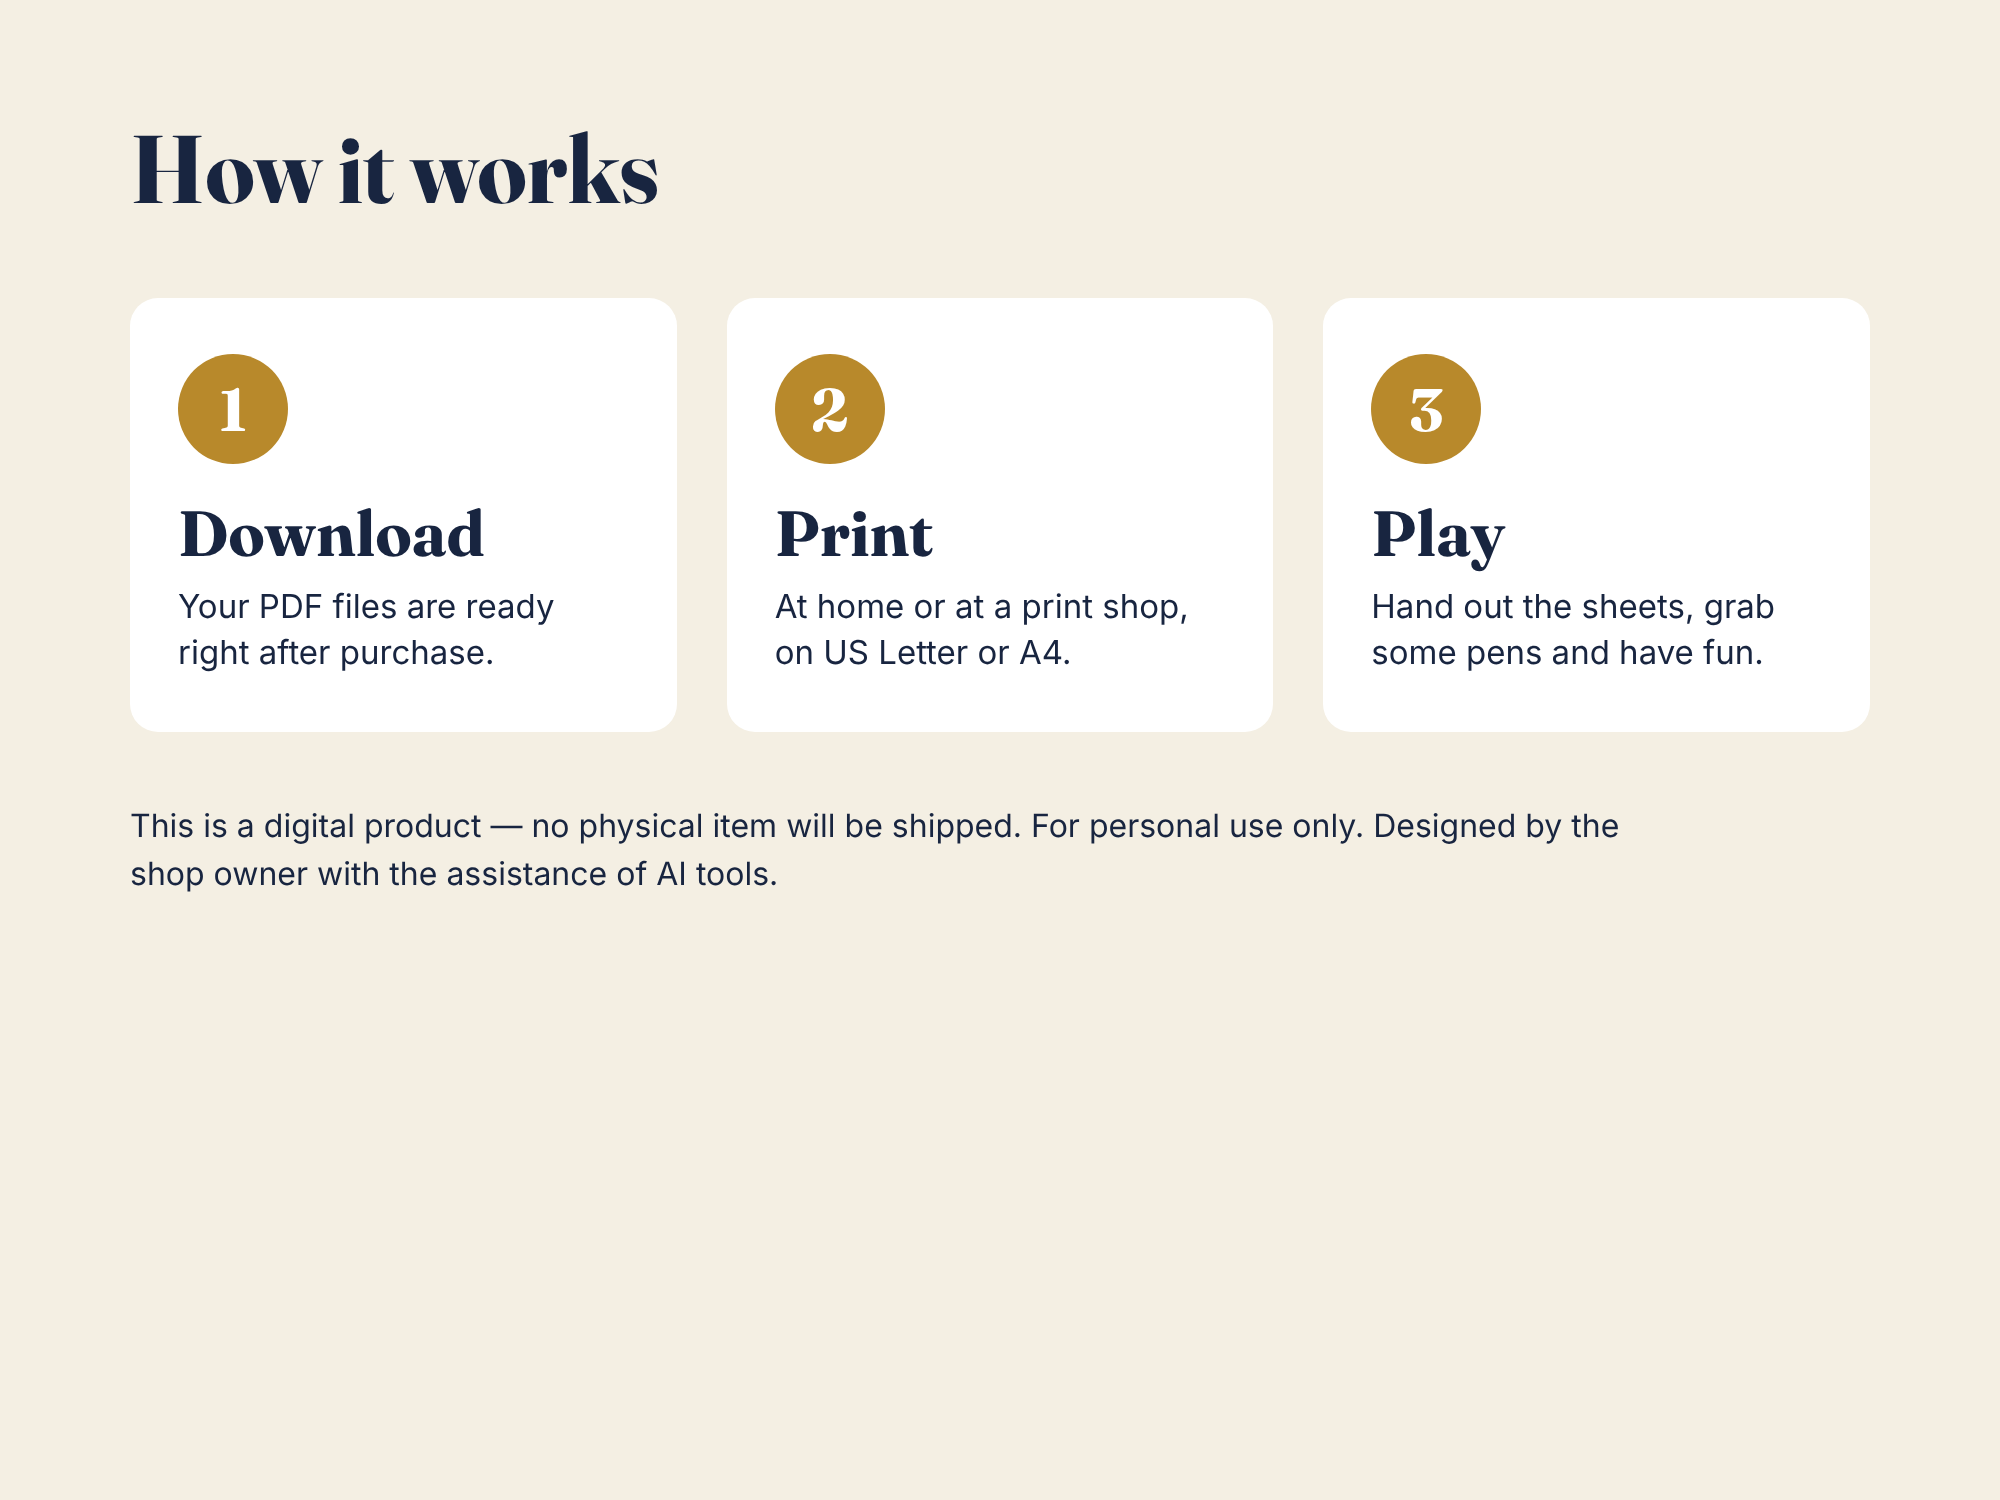 How it works
1
Download
Your PDF files are ready
right after purchase.
2
Print
At home or at a print shop,
on US Letter or A4.
3
Play
Hand out the sheets, grab
some pens and have fun.
This is a digital product — no physical item will be shipped. For personal use only. Designed by the
shop owner with the assistance of AI tools.